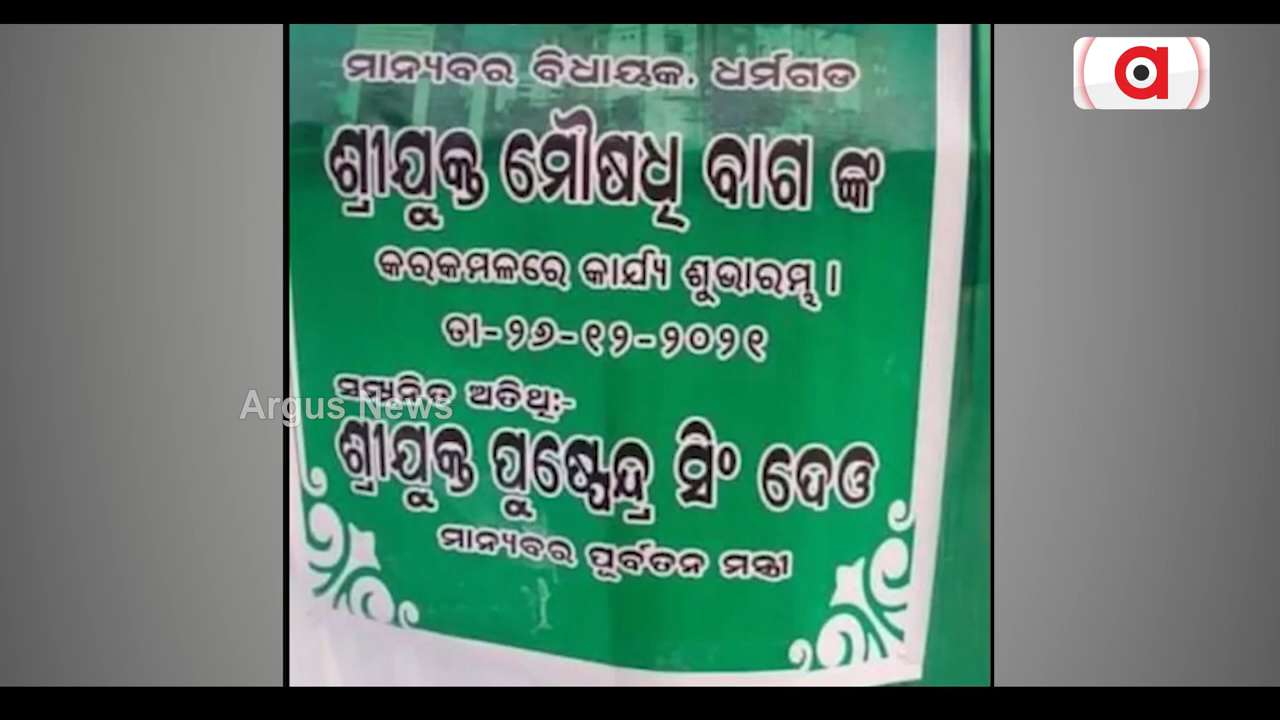 ମାନ୍ୟବର ବିଧାୟକ. ଧର୍ମଗଡ
ଶ୍ରୀଯୁକ୍ତ ମୌଷଧି ବାଗ ଙ୍କ
କରକମଳରେ କାର୍ଯ୍ୟ ଶୁଭାରମ୍ଭ ।
ତା-୨୬-୧୨-୨୦୨୧
ସମ୍ମାନିତ ଅତିଥି:-
Argus News
ଶ୍ରୀଯୁକ୍ତ ପୁଷ୍ପେନ୍ଦ୍ର ସିଂ ଦେଓ
ମାନ୍ୟବର ପୂର୍ବତନ ମନ୍ତ୍ରୀ
a